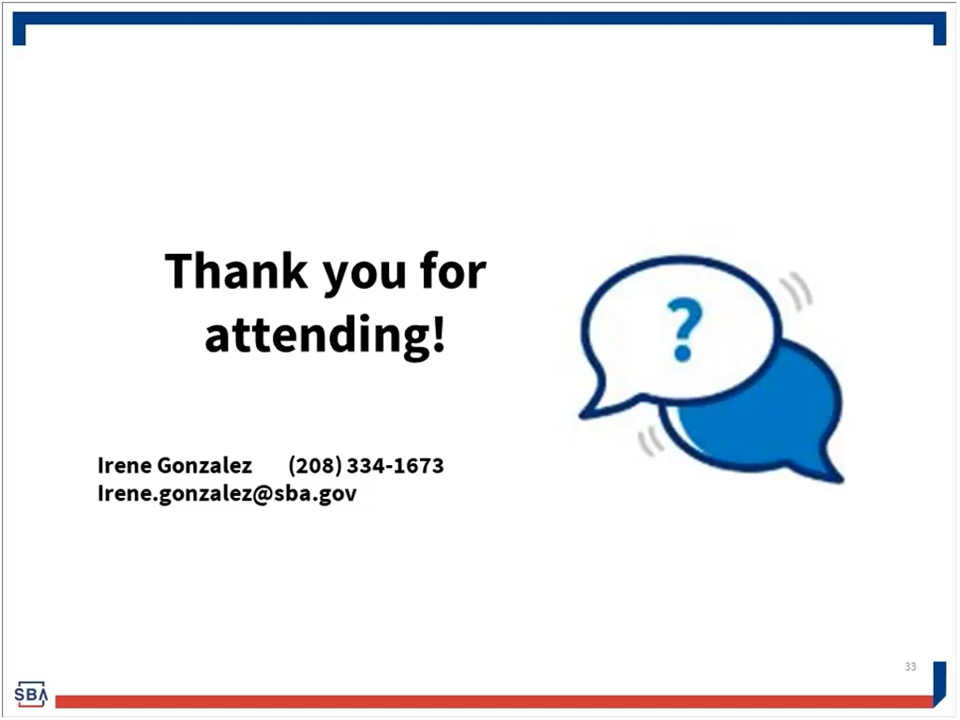 Thank you for
attending!
?
Irene Gonzalez (208) 334-1673
Irene.gonzalez@sba.gov
33
SBA